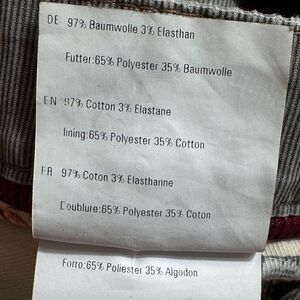 DE 97% Baumwolle 3% Elasthan
Futter:65% Polyester 35% Baumwolle
EN 97% Cotton 3% Elastane
lining:65% Polyester 35% Cotton
FR 97% Coton 3% Elasthanne
Doublure:65% Polyester 35% Coton
Forro:65% Poliester 35% Algodon